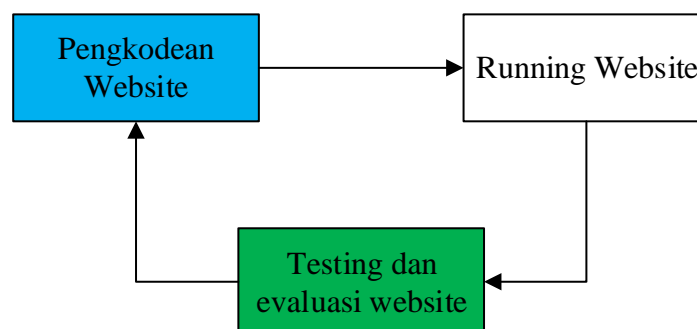 Pengkodean
Website
Running Website
Testing dan
evaluasi website